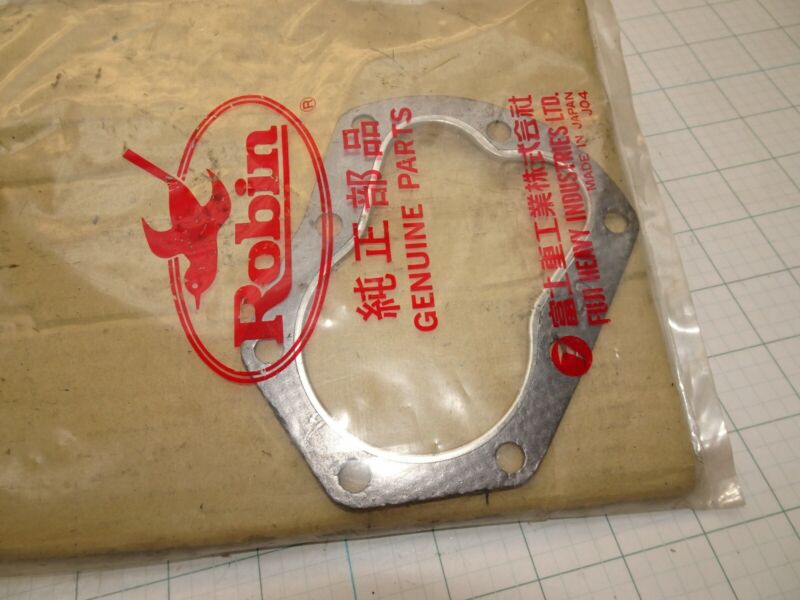 Robin
®
純正部品
GENUINE PARTS
富士重工業株式会社
FUJI HEAVY INDUSTRIES LTD.
MADE IN JAPAN
J04